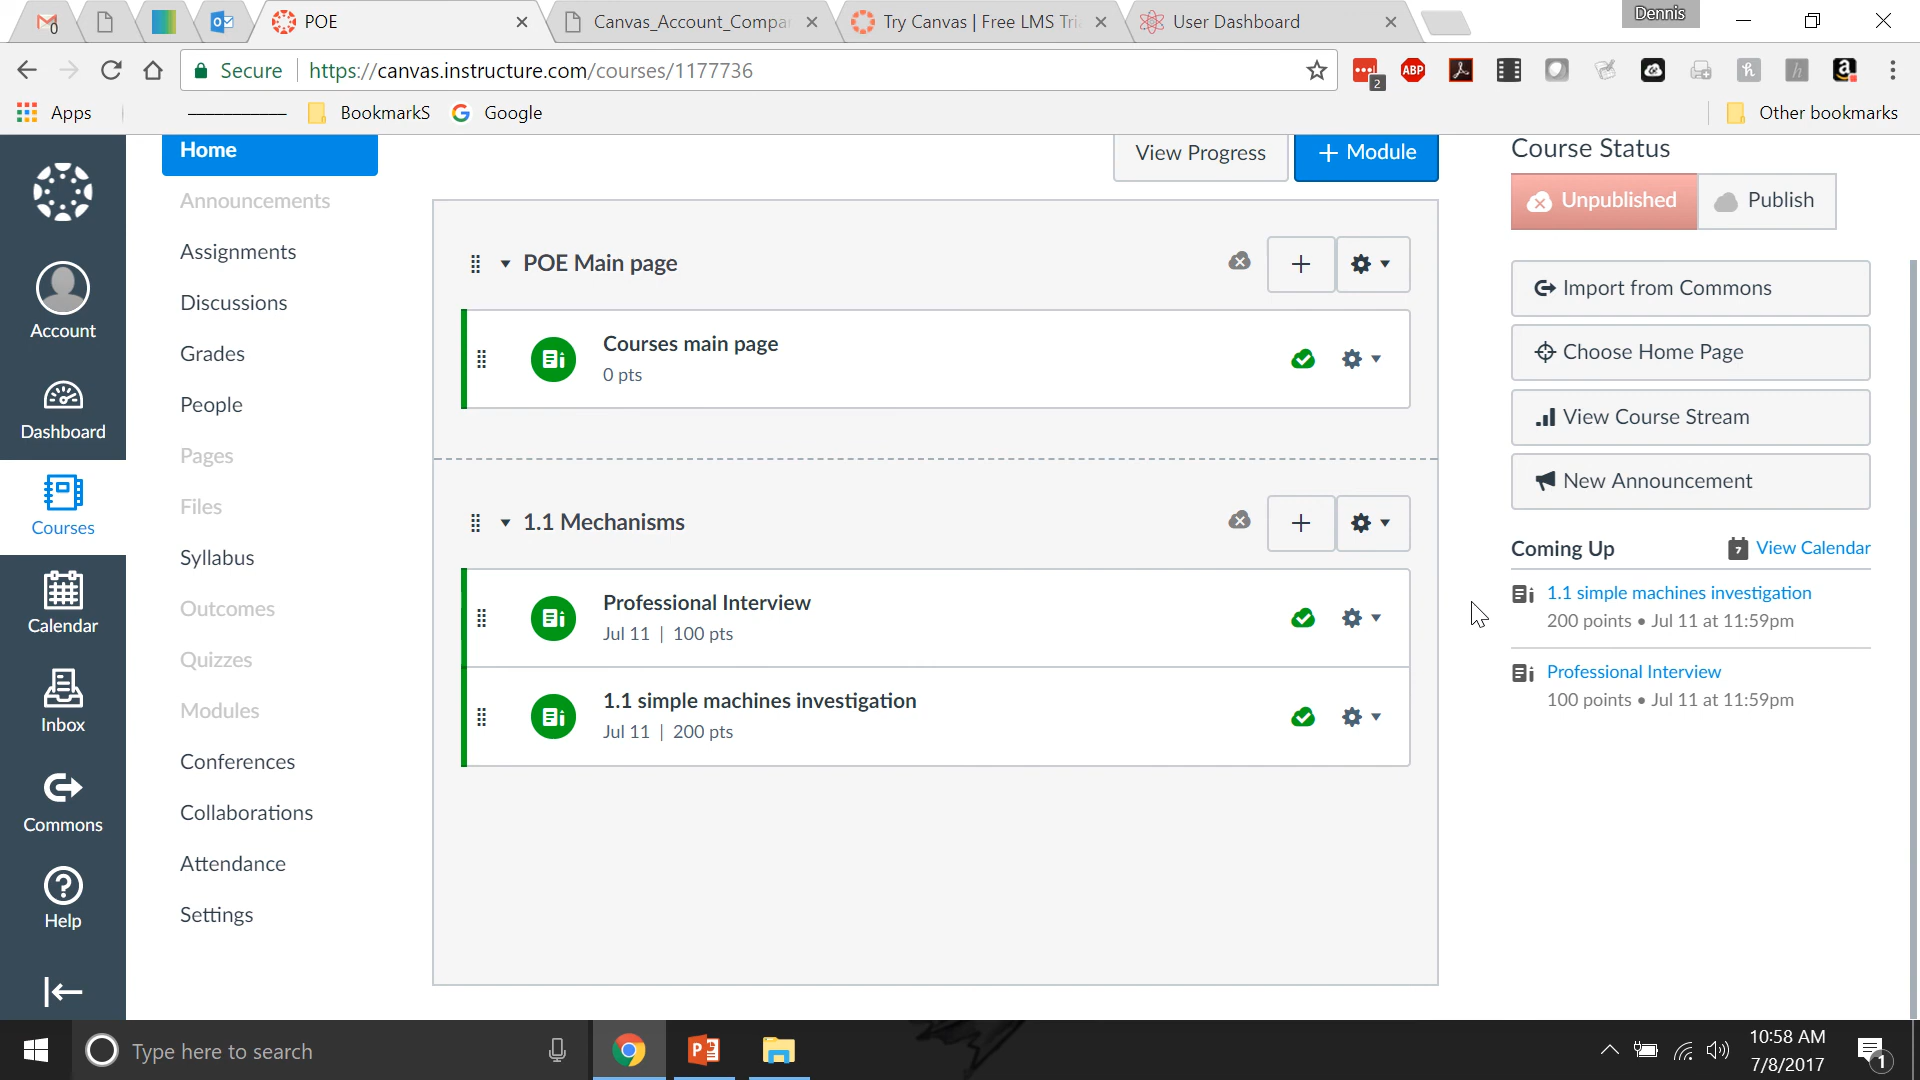 0
POE
Canvas_Account_Compa
Try Canvas | Free LMS Tri
User Dashboard
Dennis
Secure
https://canvas.instructure.com/courses/1177736
2
ABP
h
h
a
Apps
BookmarkS
Google
Other bookmarks
Account
Dashboard
Courses
Calendar
Inbox
Commons
Help
Home
Announcements
Assignments
Discussions
Grades
People
Pages
Files
Syllabus
Outcomes
Quizzes
Modules
Conferences
Collaborations
Attendance
Settings
View Progress
+ Module
POE Main page
Courses main page
0 pts
1.1 Mechanisms
Professional Interview
Jul 11 | 100 pts
1.1 simple machines investigation
Jul 11 | 200 pts
Course Status
Unpublished
Publish
Import from Commons
Choose Home Page
View Course Stream
New Announcement
Coming Up
7
View Calendar
1.1 simple machines investigation
200 points • Jul 11 at 11:59pm
Professional Interview
100 points • Jul 11 at 11:59pm
Type here to search
10:58 AM
7/8/2017
1